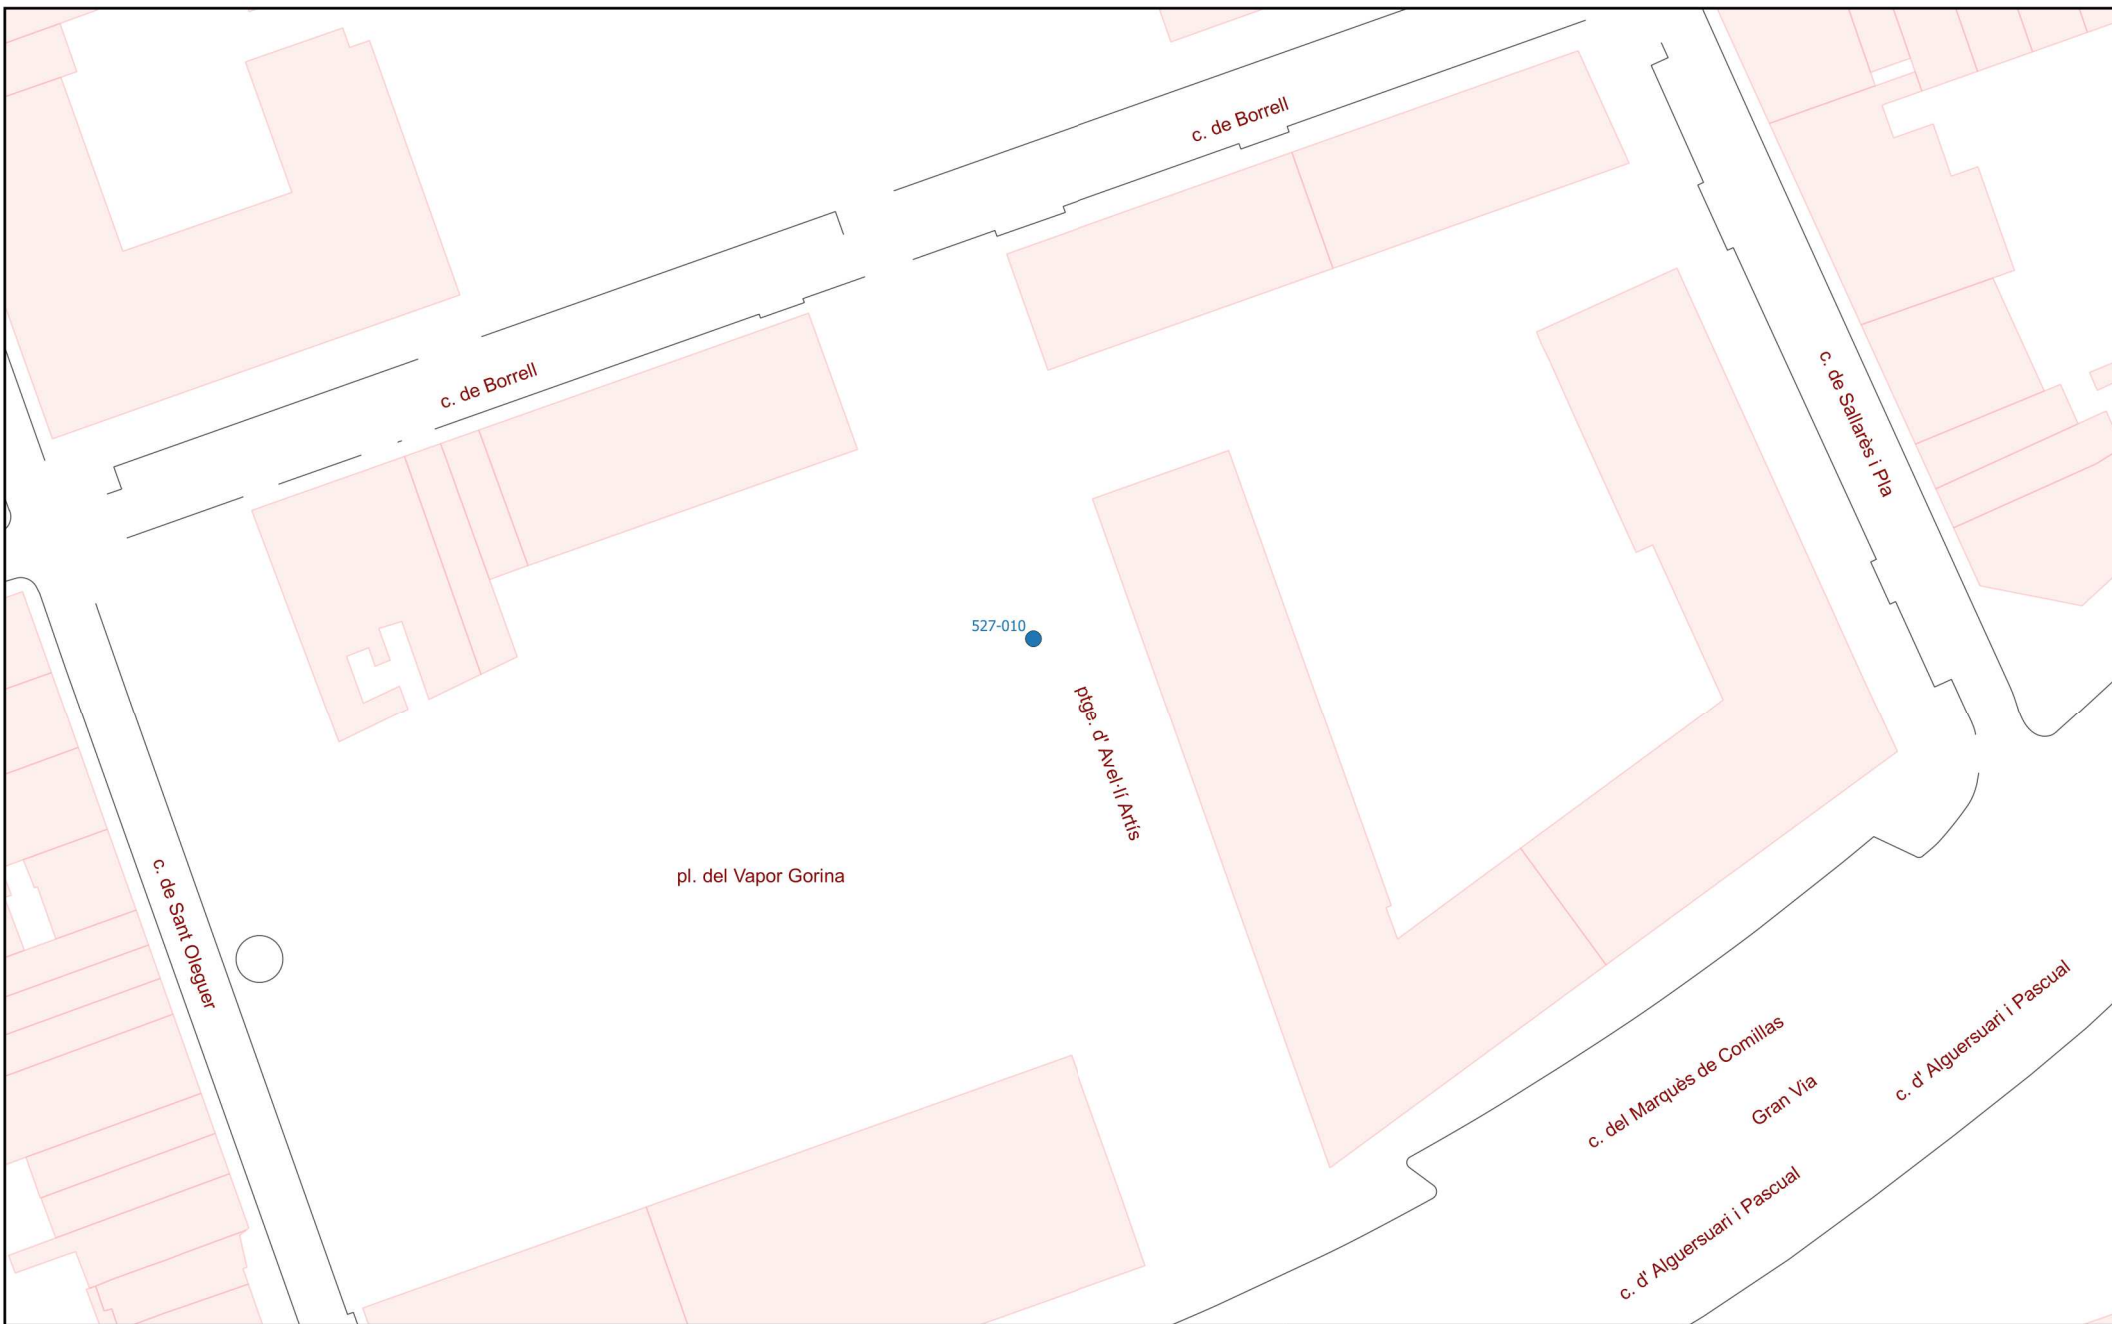 c. de Borrell
c. de Borrell
c. de Sallarès i Pla
527-010
ptge. d' Avel·lí Artís
pl. del Vapor Gorina
c. de Sant Oleguer
c. d' Alguersuari i Pascual
c. del Marquès de Comillas
Gran Via
c. d' Alguersuari i Pascual